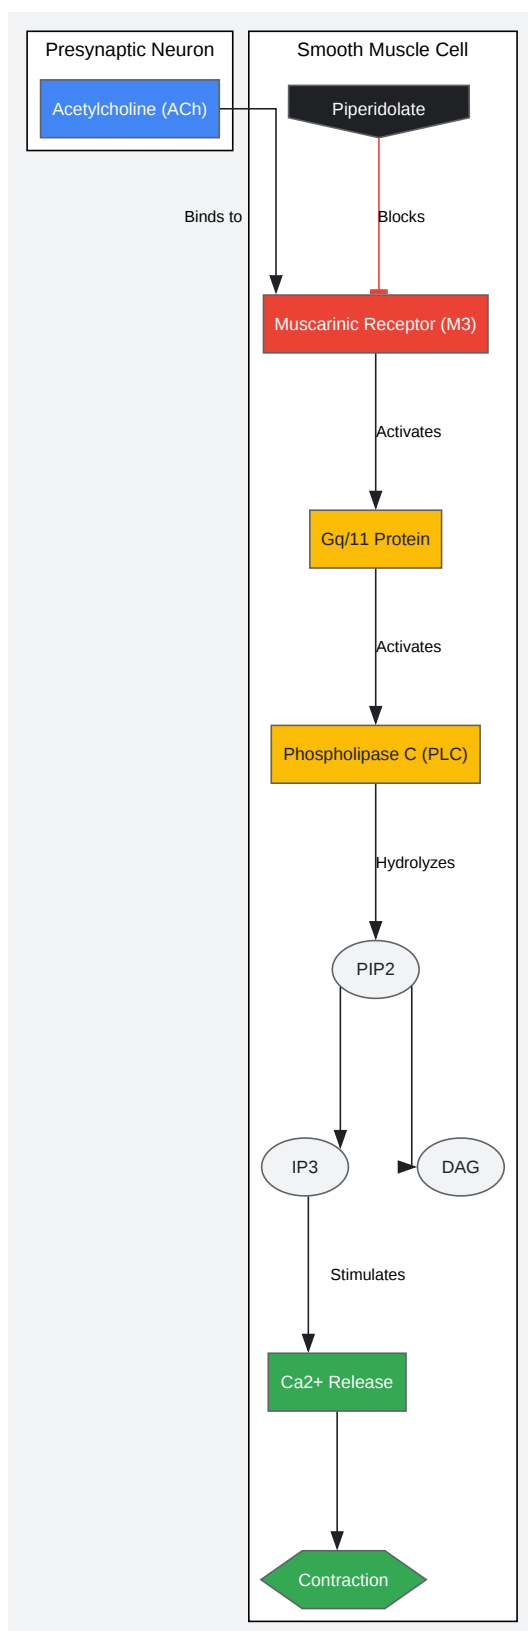 Presynaptic Neuron
Smooth Muscle Cell
Acetylcholine (ACh)
Piperidolate
Binds to
Blocks
Muscarinic Receptor (M3)
Activates
Gq/11 Protein
Activates
Phospholipase C (PLC)
Hydrolyzes
PIP2
IP3
DAG
Stimulates
Ca2+ Release
Contraction